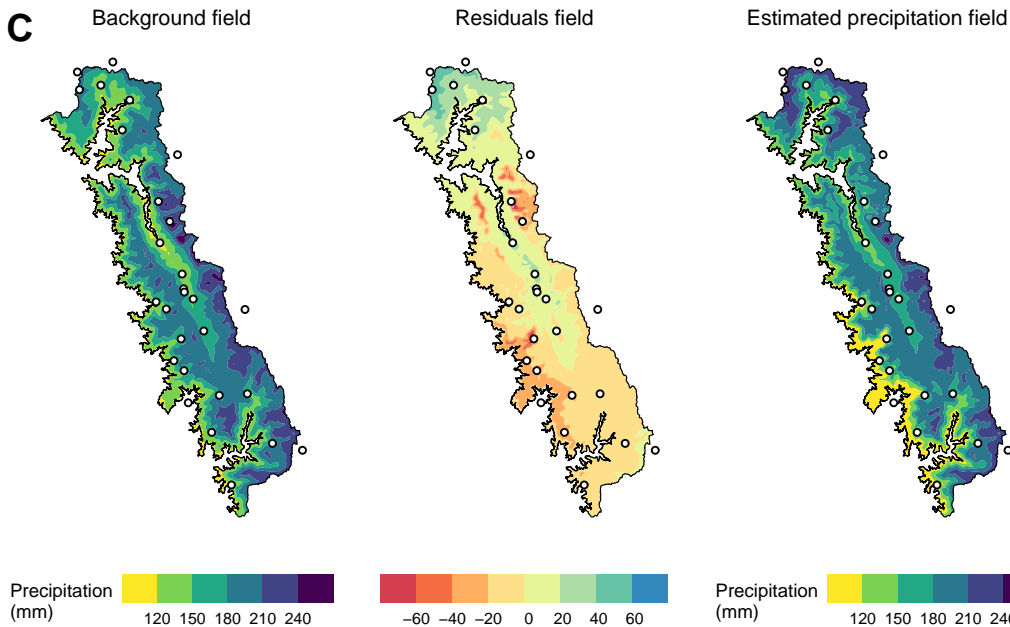 C
Background field
Residuals field
Estimated precipitation field
Precipitation
(mm)
120 150 180 210 240
−60 −40 −20 0 20 40 60
Precipitation
(mm)
120 150 180 210